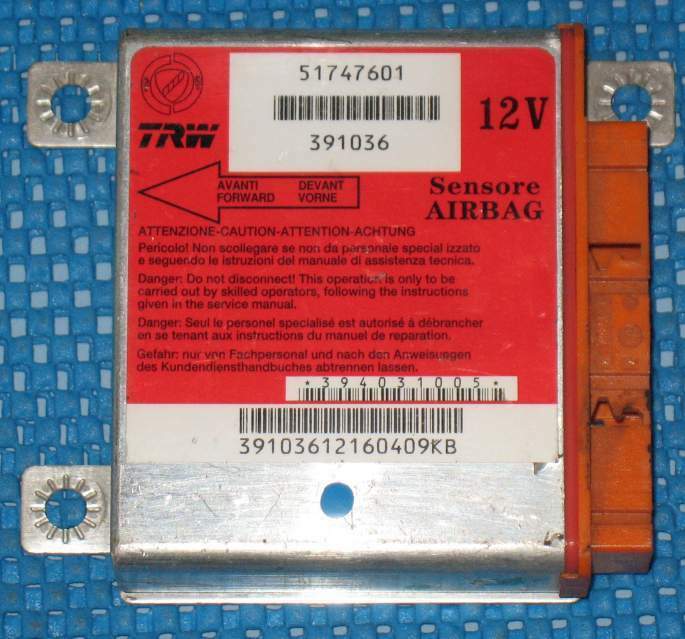 51747601
391036
12V
TRW
AVANTI DEVANT
FORWARD VORNE
Sensore
AIRBAG
ATTENZIONE-CAUTION-ATTENTION-ACHTUNG
Pericolo! Non scollegare se non da personale special izzato
e seguendo le istruzioni del manuale di assistenza tecnica.
Danger: Do not disconnect! This operation is only to be
carried out by skilled operators, following the instructions
given in the service manual.
Danger: Seul le personel specialisé est autorisé à débrancher
en se tenant aux instructions du manuel de reparation.
Gefahr: nur von Fachpersonal und nach den Anweisungen
des Kundendiensthandbuches abtrennen lassen.
*394031005*
39103612160409KB